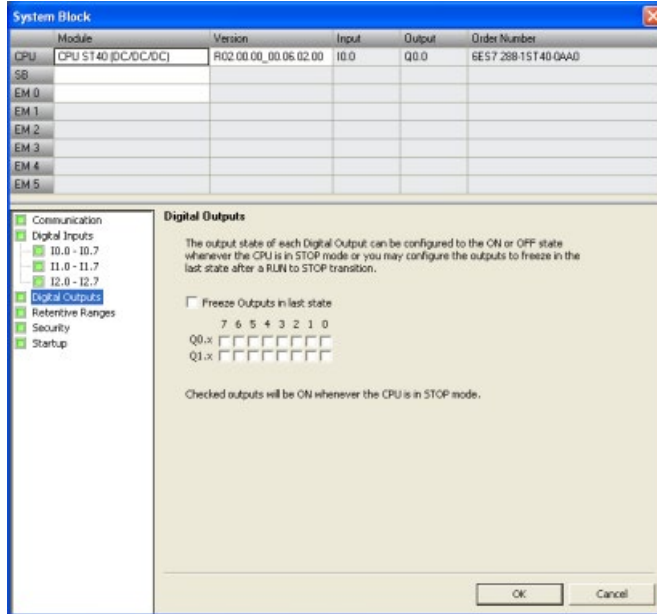 System Block
Module Version Input Output Order Number
CPU CPU ST40 (DC/DC/DC) R02.00.00_00.06.02.00 I0.0 Q0.0 6ES7 288-1ST40-0AA0
SB
EM 0
EM 1
EM 2
EM 3
EM 4
EM 5
Communication
Digital Inputs
I0.0 - I0.7
I1.0 - I1.7
I2.0 - I2.7
Digital Outputs
Retentive Ranges
Security
Startup
Digital Outputs
The output state of each Digital Output can be configured to the ON or OFF state
whenever the CPU is in STOP mode or you may configure the outputs to freeze in the
last state after a RUN to STOP transition.
Freeze Outputs in last state
7 6 5 4 3 2 1 0
Q0.x
Q1.x
Checked outputs will be ON whenever the CPU is in STOP mode.
OK Cancel